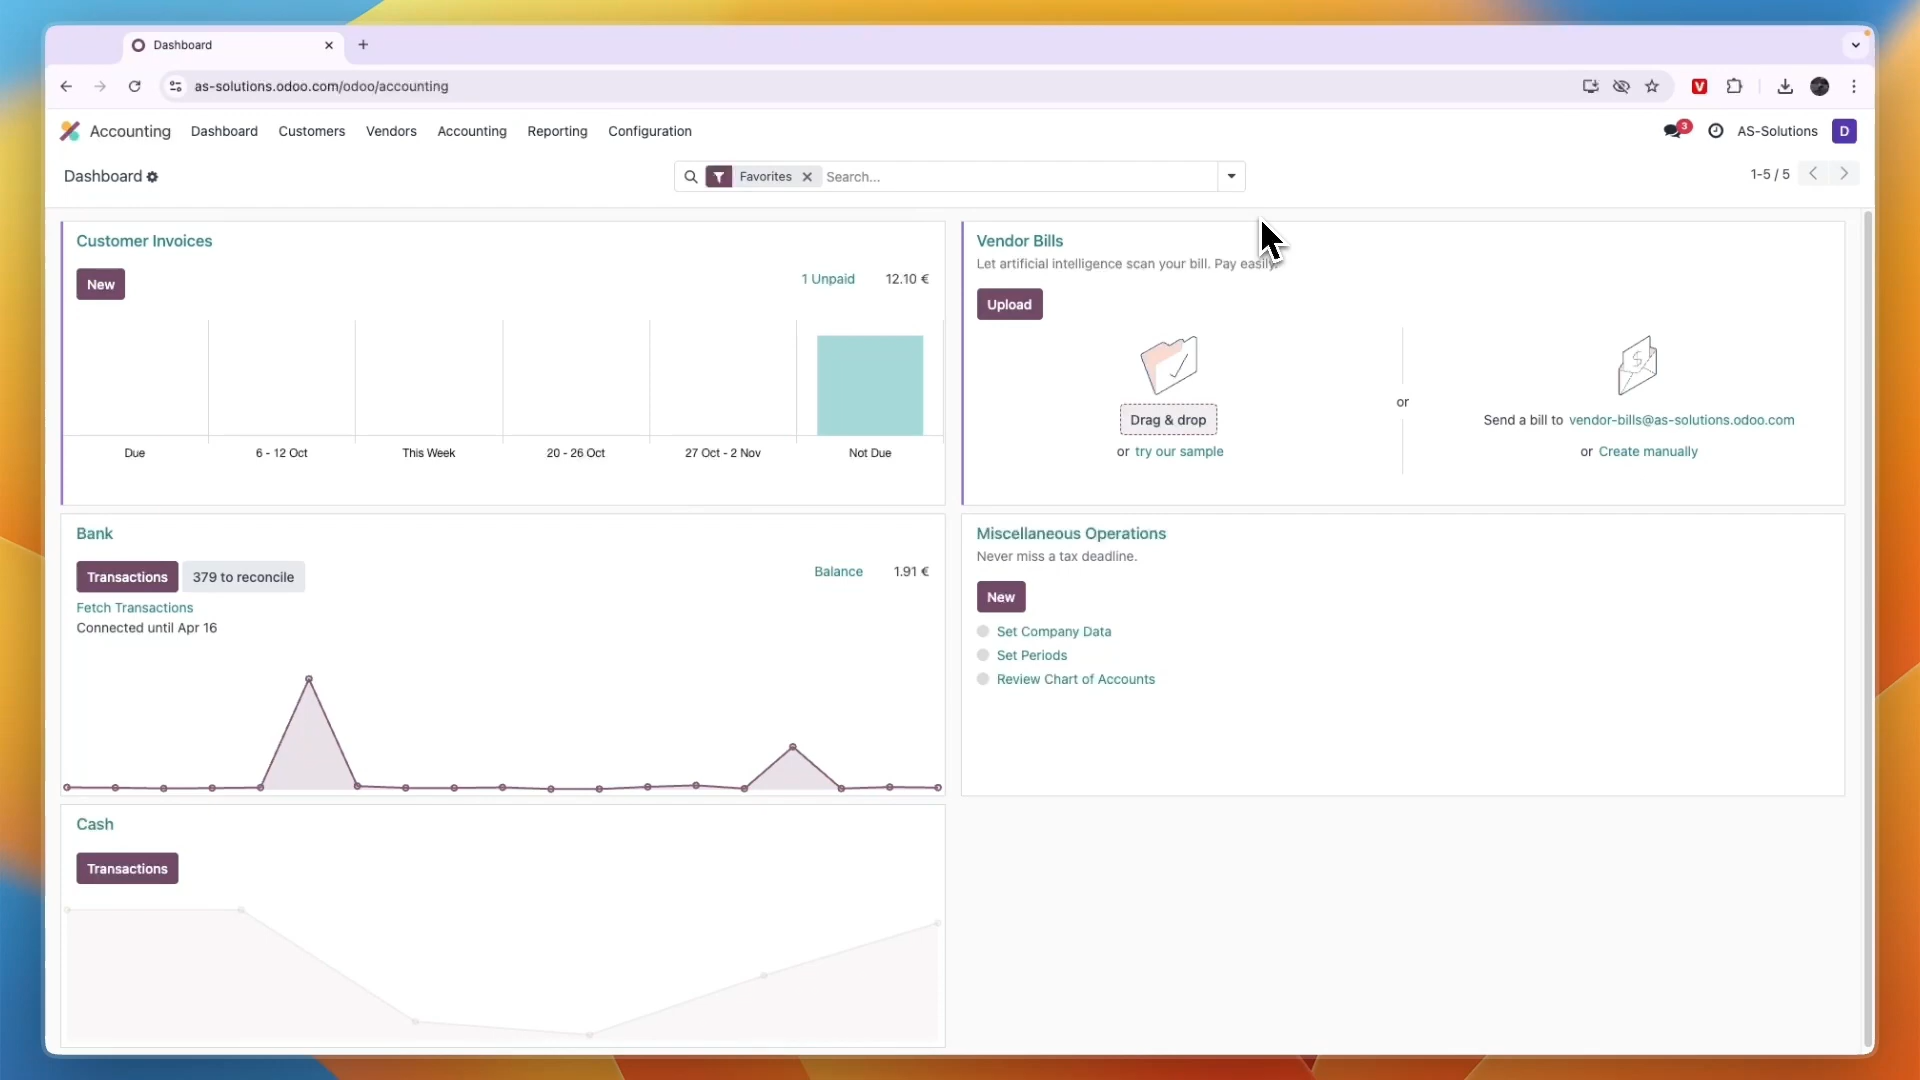 Dashboard
as-solutions.odoo.com/odoo/accounting
V
Accounting Dashboard Customers Vendors Accounting Reporting Configuration
3 AS-Solutions D
Dashboard
Favorites Search...
1-5 / 5
Customer Invoices
New
1 Unpaid 12.10 €
Due 6 - 12 Oct This Week 20 - 26 Oct 27 Oct - 2 Nov Not Due
Vendor Bills
Let artificial intelligence scan your bill. Pay easily.
Upload
Drag & drop
or try our sample
or
$
Send a bill to vendor-bills@as-solutions.odoo.com
or Create manually
Bank
Transactions 379 to reconcile
Balance 1.91 €
Fetch Transactions
Connected until Apr 16
Miscellaneous Operations
Never miss a tax deadline.
New
Set Company Data
Set Periods
Review Chart of Accounts
Cash
Transactions